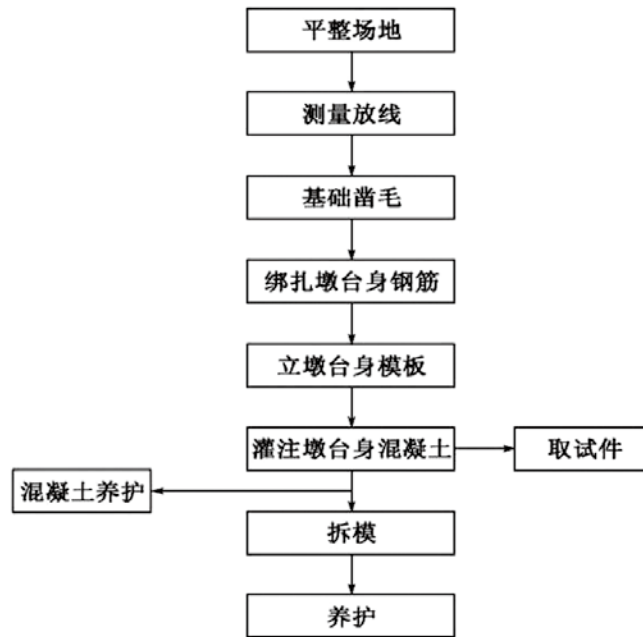 平整场地
测量放线
基础凿毛
绑扎墩台身钢筋
立墩台身模板
灌注墩台身混凝土
取试件
混凝土养护
拆模
养护